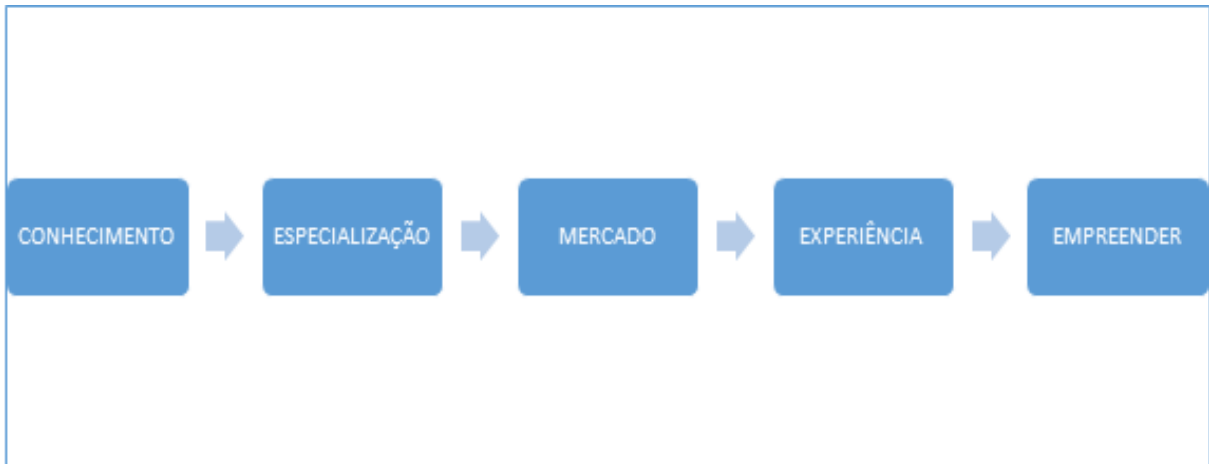 CONHECIMENTO
ESPECIALIZAÇÃO
MERCADO
EXPERIÊNCIA
EMPREENDER